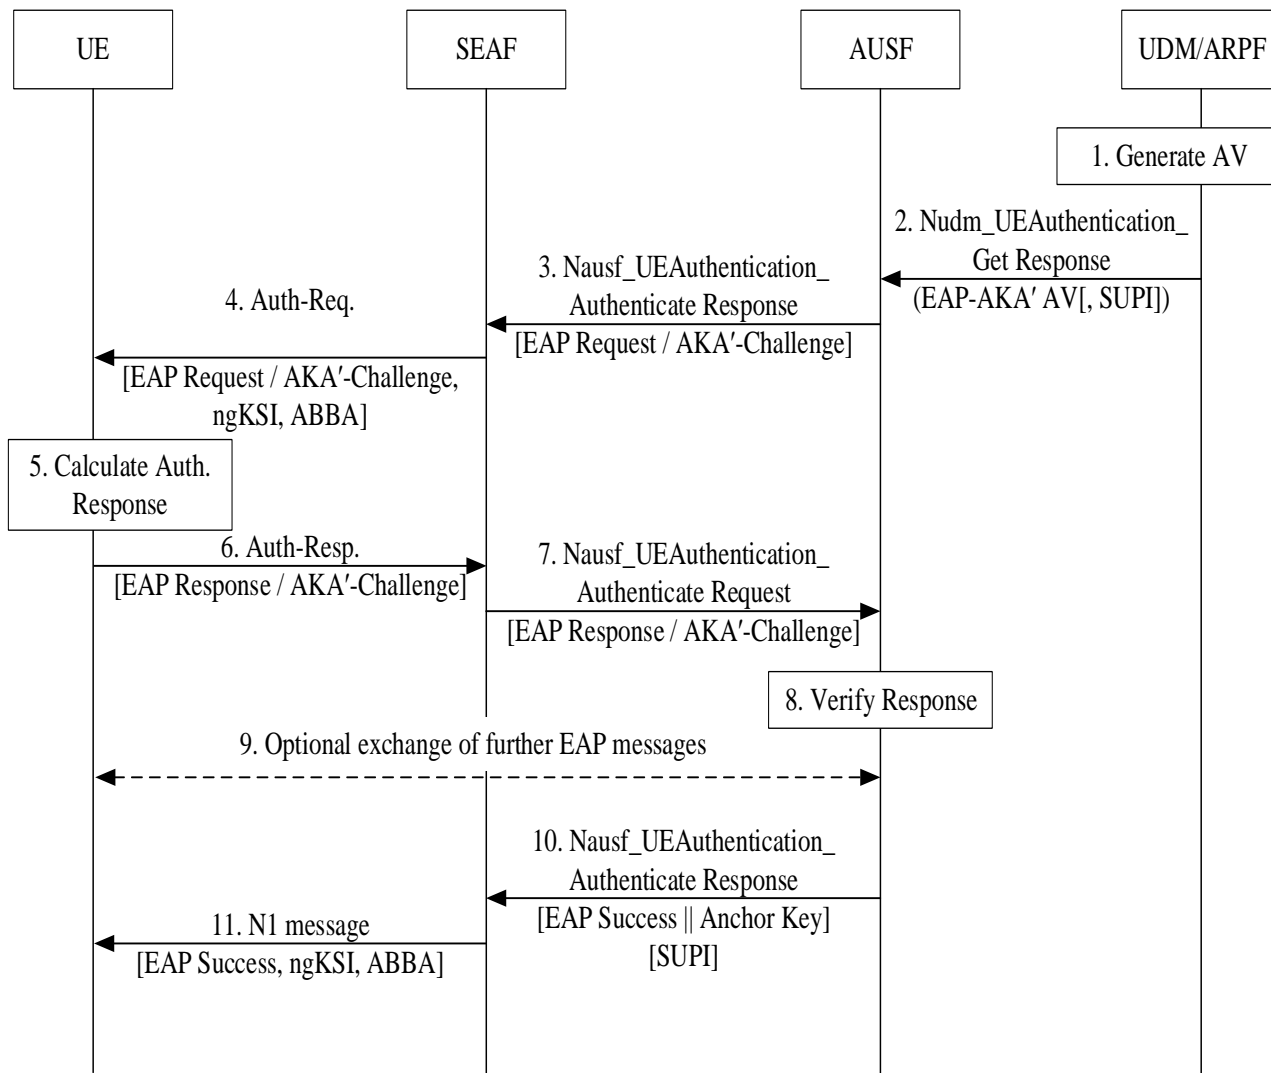 UE
SEAF
AUSF
UDM/ARPF
1. Generate AV
2. Nudm_UEAuthentication_
Get Response
(EAP-AKA′ AV[, SUPI])
3. Nausf_UEAuthentication_
Authenticate Response
[EAP Request / AKA′-Challenge]
4. Auth-Req.
[EAP Request / AKA′-Challenge,
ngKSI, ABBA]
5. Calculate Auth.
Response
6. Auth-Resp.
[EAP Response / AKA′-Challenge]
7. Nausf_UEAuthentication_
Authenticate Request
[EAP Response / AKA′-Challenge]
8. Verify Response
9. Optional exchange of further EAP messages
10. Nausf_UEAuthentication_
Authenticate Response
[EAP Success || Anchor Key]
[SUPI]
11. N1 message
[EAP Success, ngKSI, ABBA]